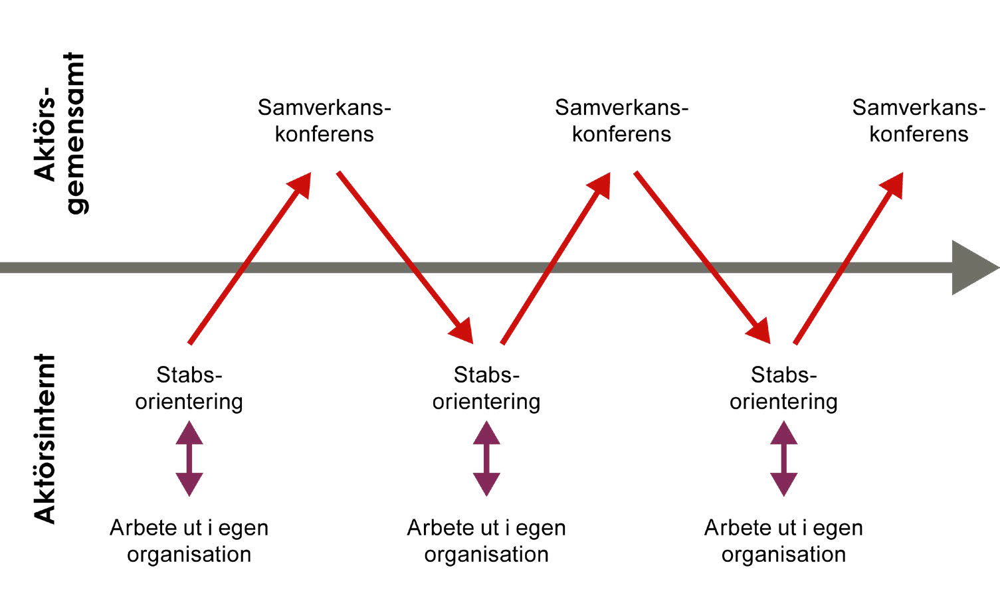 Aktörs-
gemensamt
Samverkans-
konferens
Samverkans-
konferens
Samverkans-
konferens
Aktörsinternt
Stabs-
orientering
Stabs-
orientering
Stabs-
orientering
Arbete ut i egen
organisation
Arbete ut i egen
organisation
Arbete ut i egen
organisation